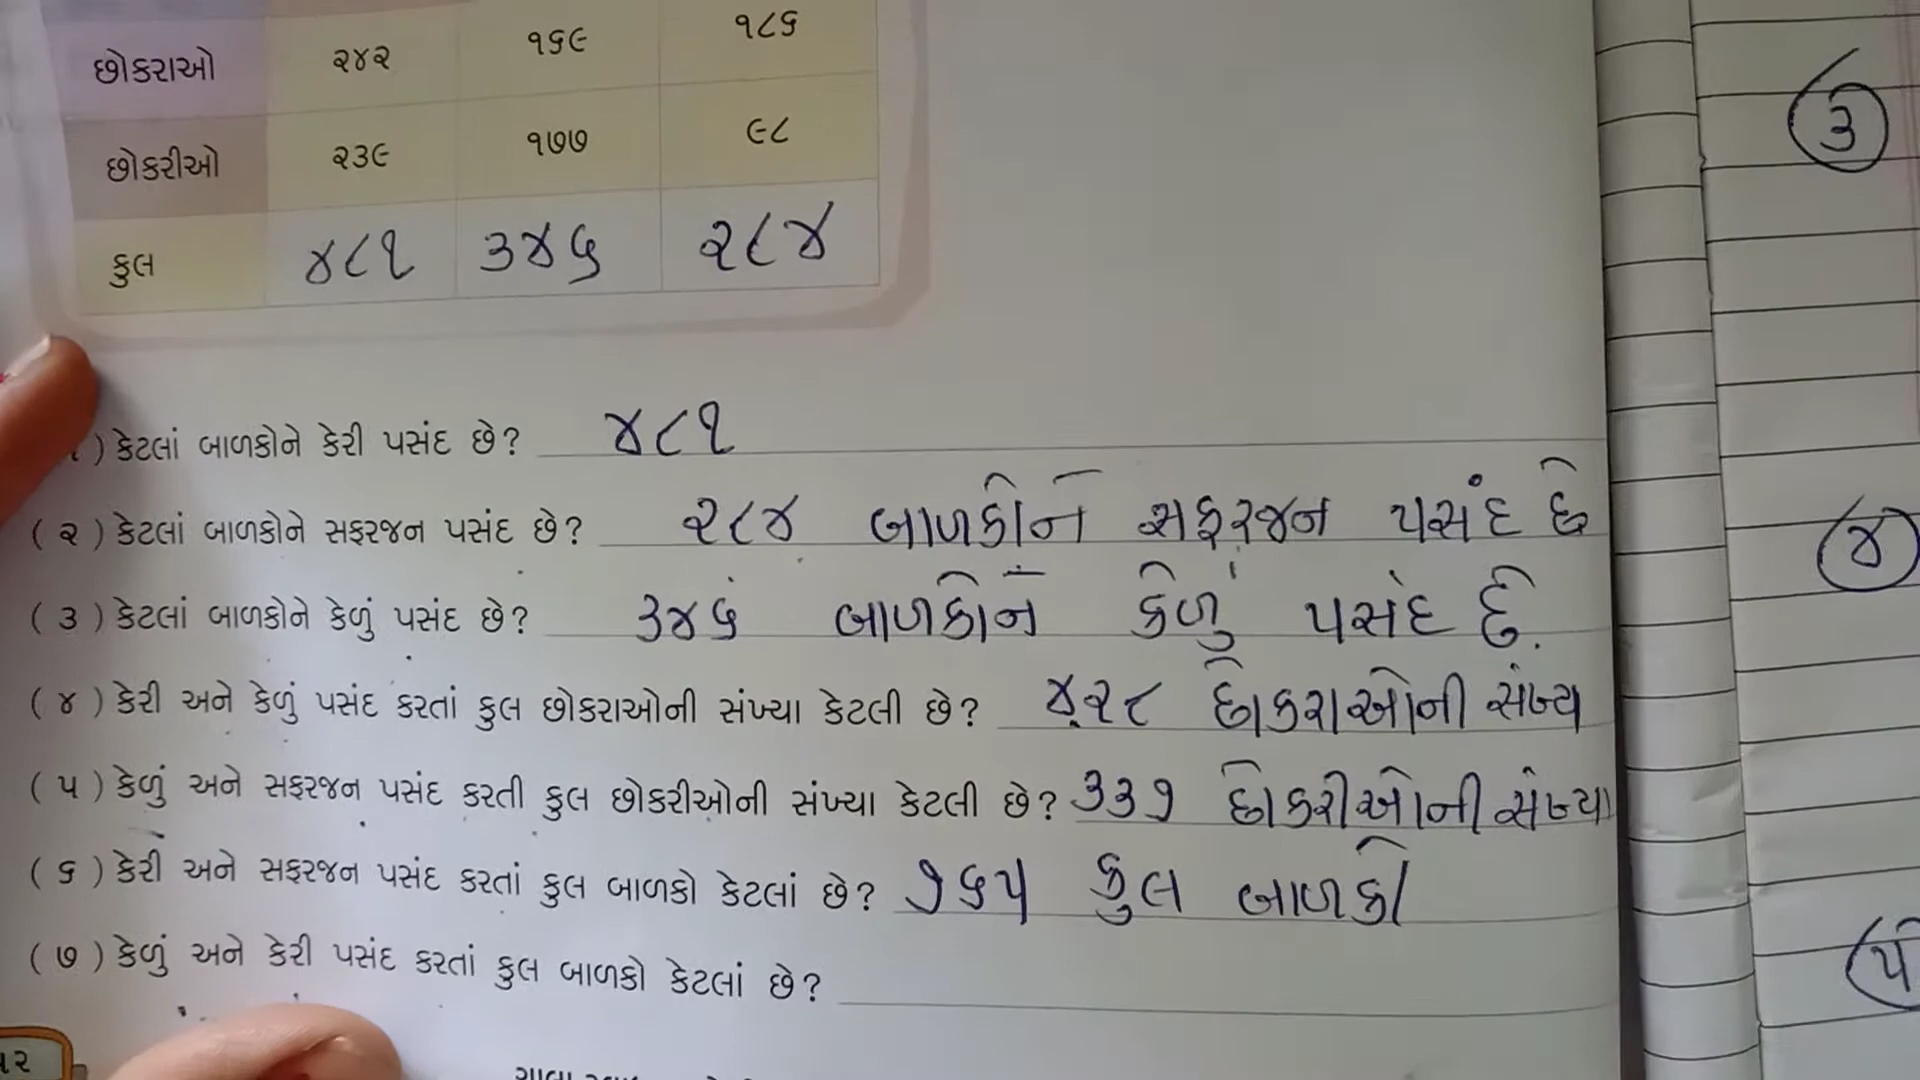 છોકરાઓ ૨૪૨ ૧૬૯ ૧૮૬
છોકરીઓ ૨૩૯ ૧૭૭ ૯૮
કુલ ૪૮૧ ૩૪૬ ૨૮૪
) કેટલાં બાળકોને કેરી પસંદ છે? ૪૮૧
( ૨ ) કેટલાં બાળકોને સફરજન પસંદ છે? ૨૮૪ બાળકોને સફરજન પસંદ છે
( ૩ ) કેટલાં બાળકોને કેળું પસંદ છે? ૩૪૬ બાળકોને કેળું પસંદ છે.
( ૪ ) કેરી અને કેળું પસંદ કરતાં કુલ છોકરાઓની સંખ્યા કેટલી છે? ૪૨૮ છોકરાઓની સંખ્ય
( ૫ ) કેળું અને સફરજન પસંદ કરતી કુલ છોકરીઓની સંખ્યા કેટલી છે? ૩૩૭ છોકરીઓની સંખ્યા
( ૬ ) કેરી અને સફરજન પસંદ કરતાં કુલ બાળકો કેટલાં છે? ૭૬૫ કુલ બાળકો
( ૭ ) કેળું અને કેરી પસંદ કરતાં કુલ બાળકો કેટલાં છે?
૩
૪
૫